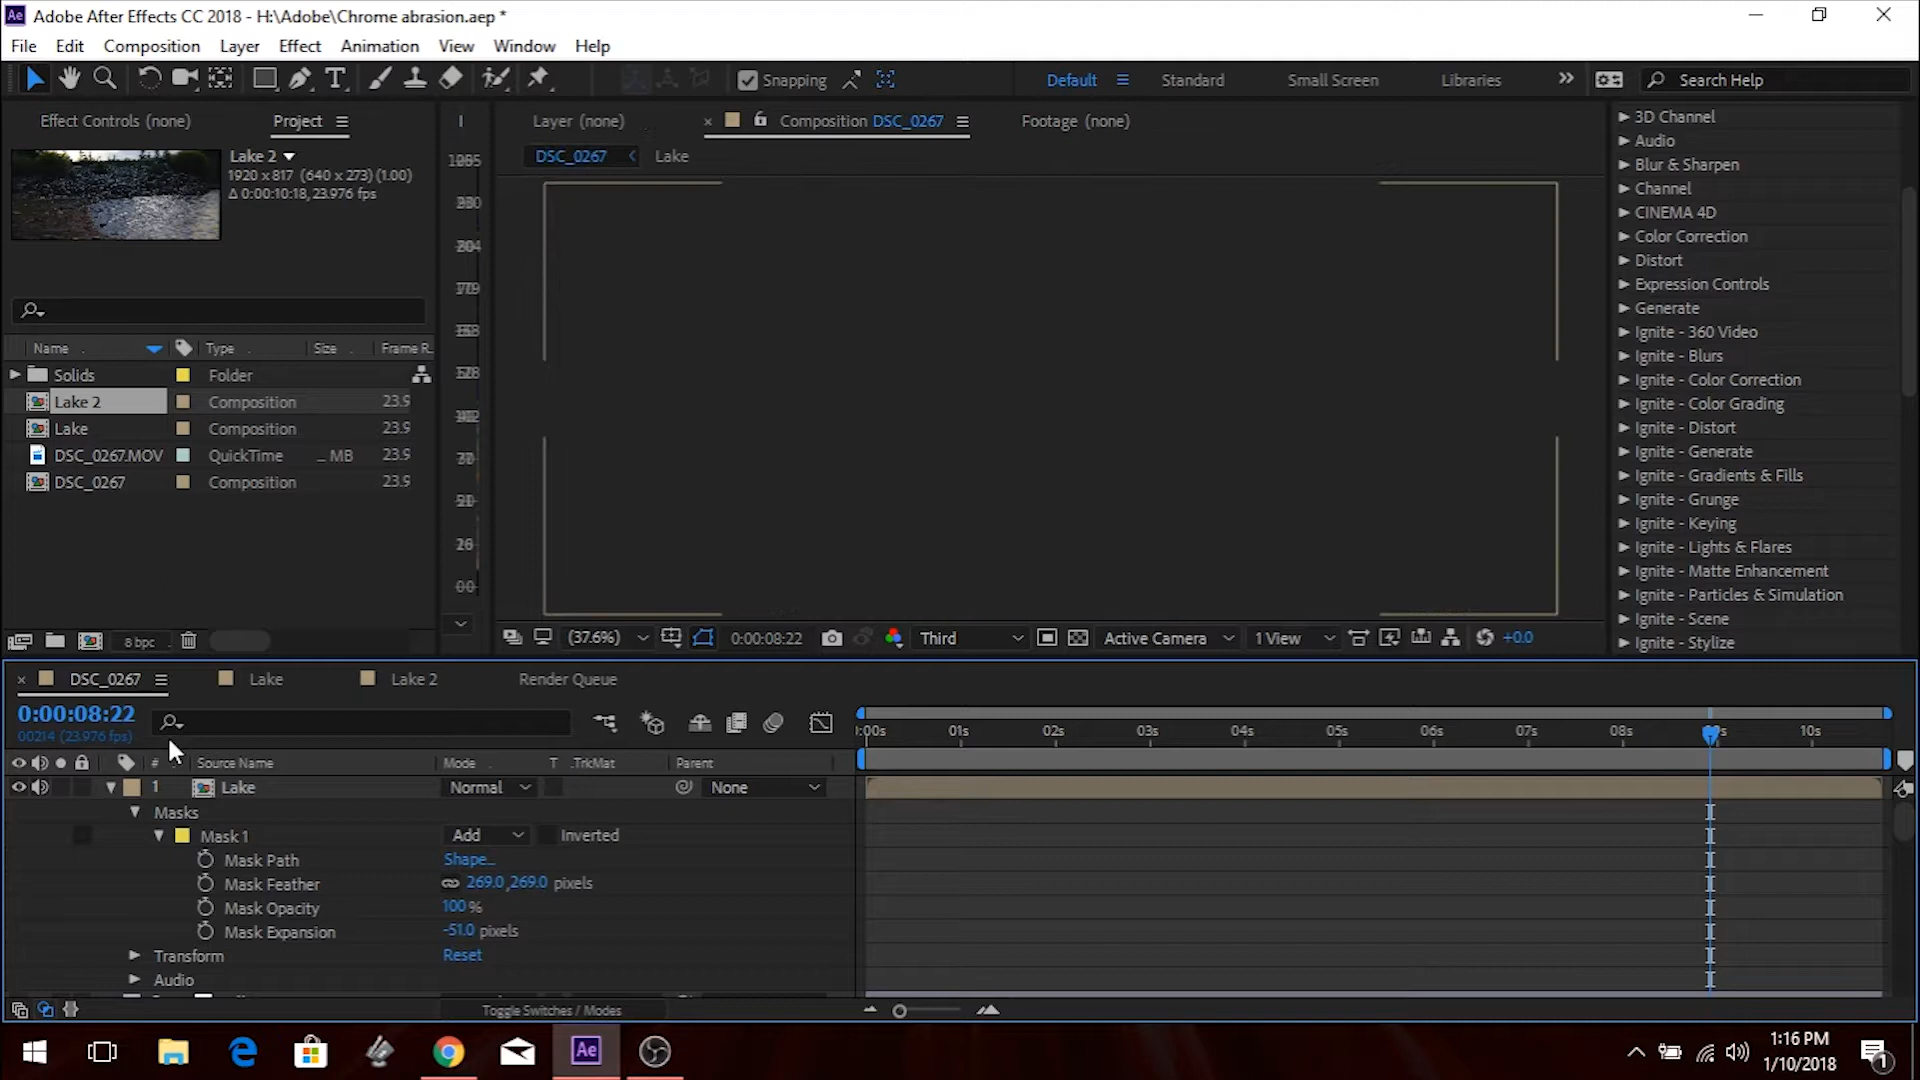 Ae Adobe After Effects CC 2018 - H:\Adobe\Chrome abrasion.aep *
File Edit Composition Layer Effect Animation View Window Help
Snapping Default Standard Small Screen Libraries Search Help
Effect Controls (none) Project
Layer (none) Composition DSC_0267 Footage (none)
DSC_0267 Lake
Lake 2
1920 x 817 (640 x 273) (1.00)
Δ 0:00:10:18, 23.976 fps
Name Type Size Frame R..
Solids Folder
Lake 2 Composition 23.9
Lake Composition 23.9
DSC_0267.MOV QuickTime _ MB 23.9
DSC_0267 Composition 23.9
8 bpc
(37.6%) 0:00:08:22 Third Active Camera 1 View +0.0
3D Channel
Audio
Blur & Sharpen
Channel
CINEMA 4D
Color Correction
Distort
Expression Controls
Generate
Ignite - 360 Video
Ignite - Blurs
Ignite - Color Correction
Ignite - Color Grading
Ignite - Distort
Ignite - Generate
Ignite - Gradients & Fills
Ignite - Grunge
Ignite - Keying
Ignite - Lights & Flares
Ignite - Matte Enhancement
Ignite - Particles & Simulation
Ignite - Scene
Ignite - Stylize
DSC_0267 Lake Lake 2 Render Queue
0:00:08:22
00214 (23.976 fps)
:00s 01s 02s 03s 04s 05s 06s 07s 08s 10s
# Source Name Mode T .TrkMat Parent
1 Lake Normal None
Masks
Mask 1 Add Inverted
Mask Path Shape...
Mask Feather 269.0,269.0 pixels
Mask Opacity 100 %
Mask Expansion -51.0 pixels
Transform Reset
Audio
Toggle Switches / Modes
Ae
1:16 PM
1/10/2018
1